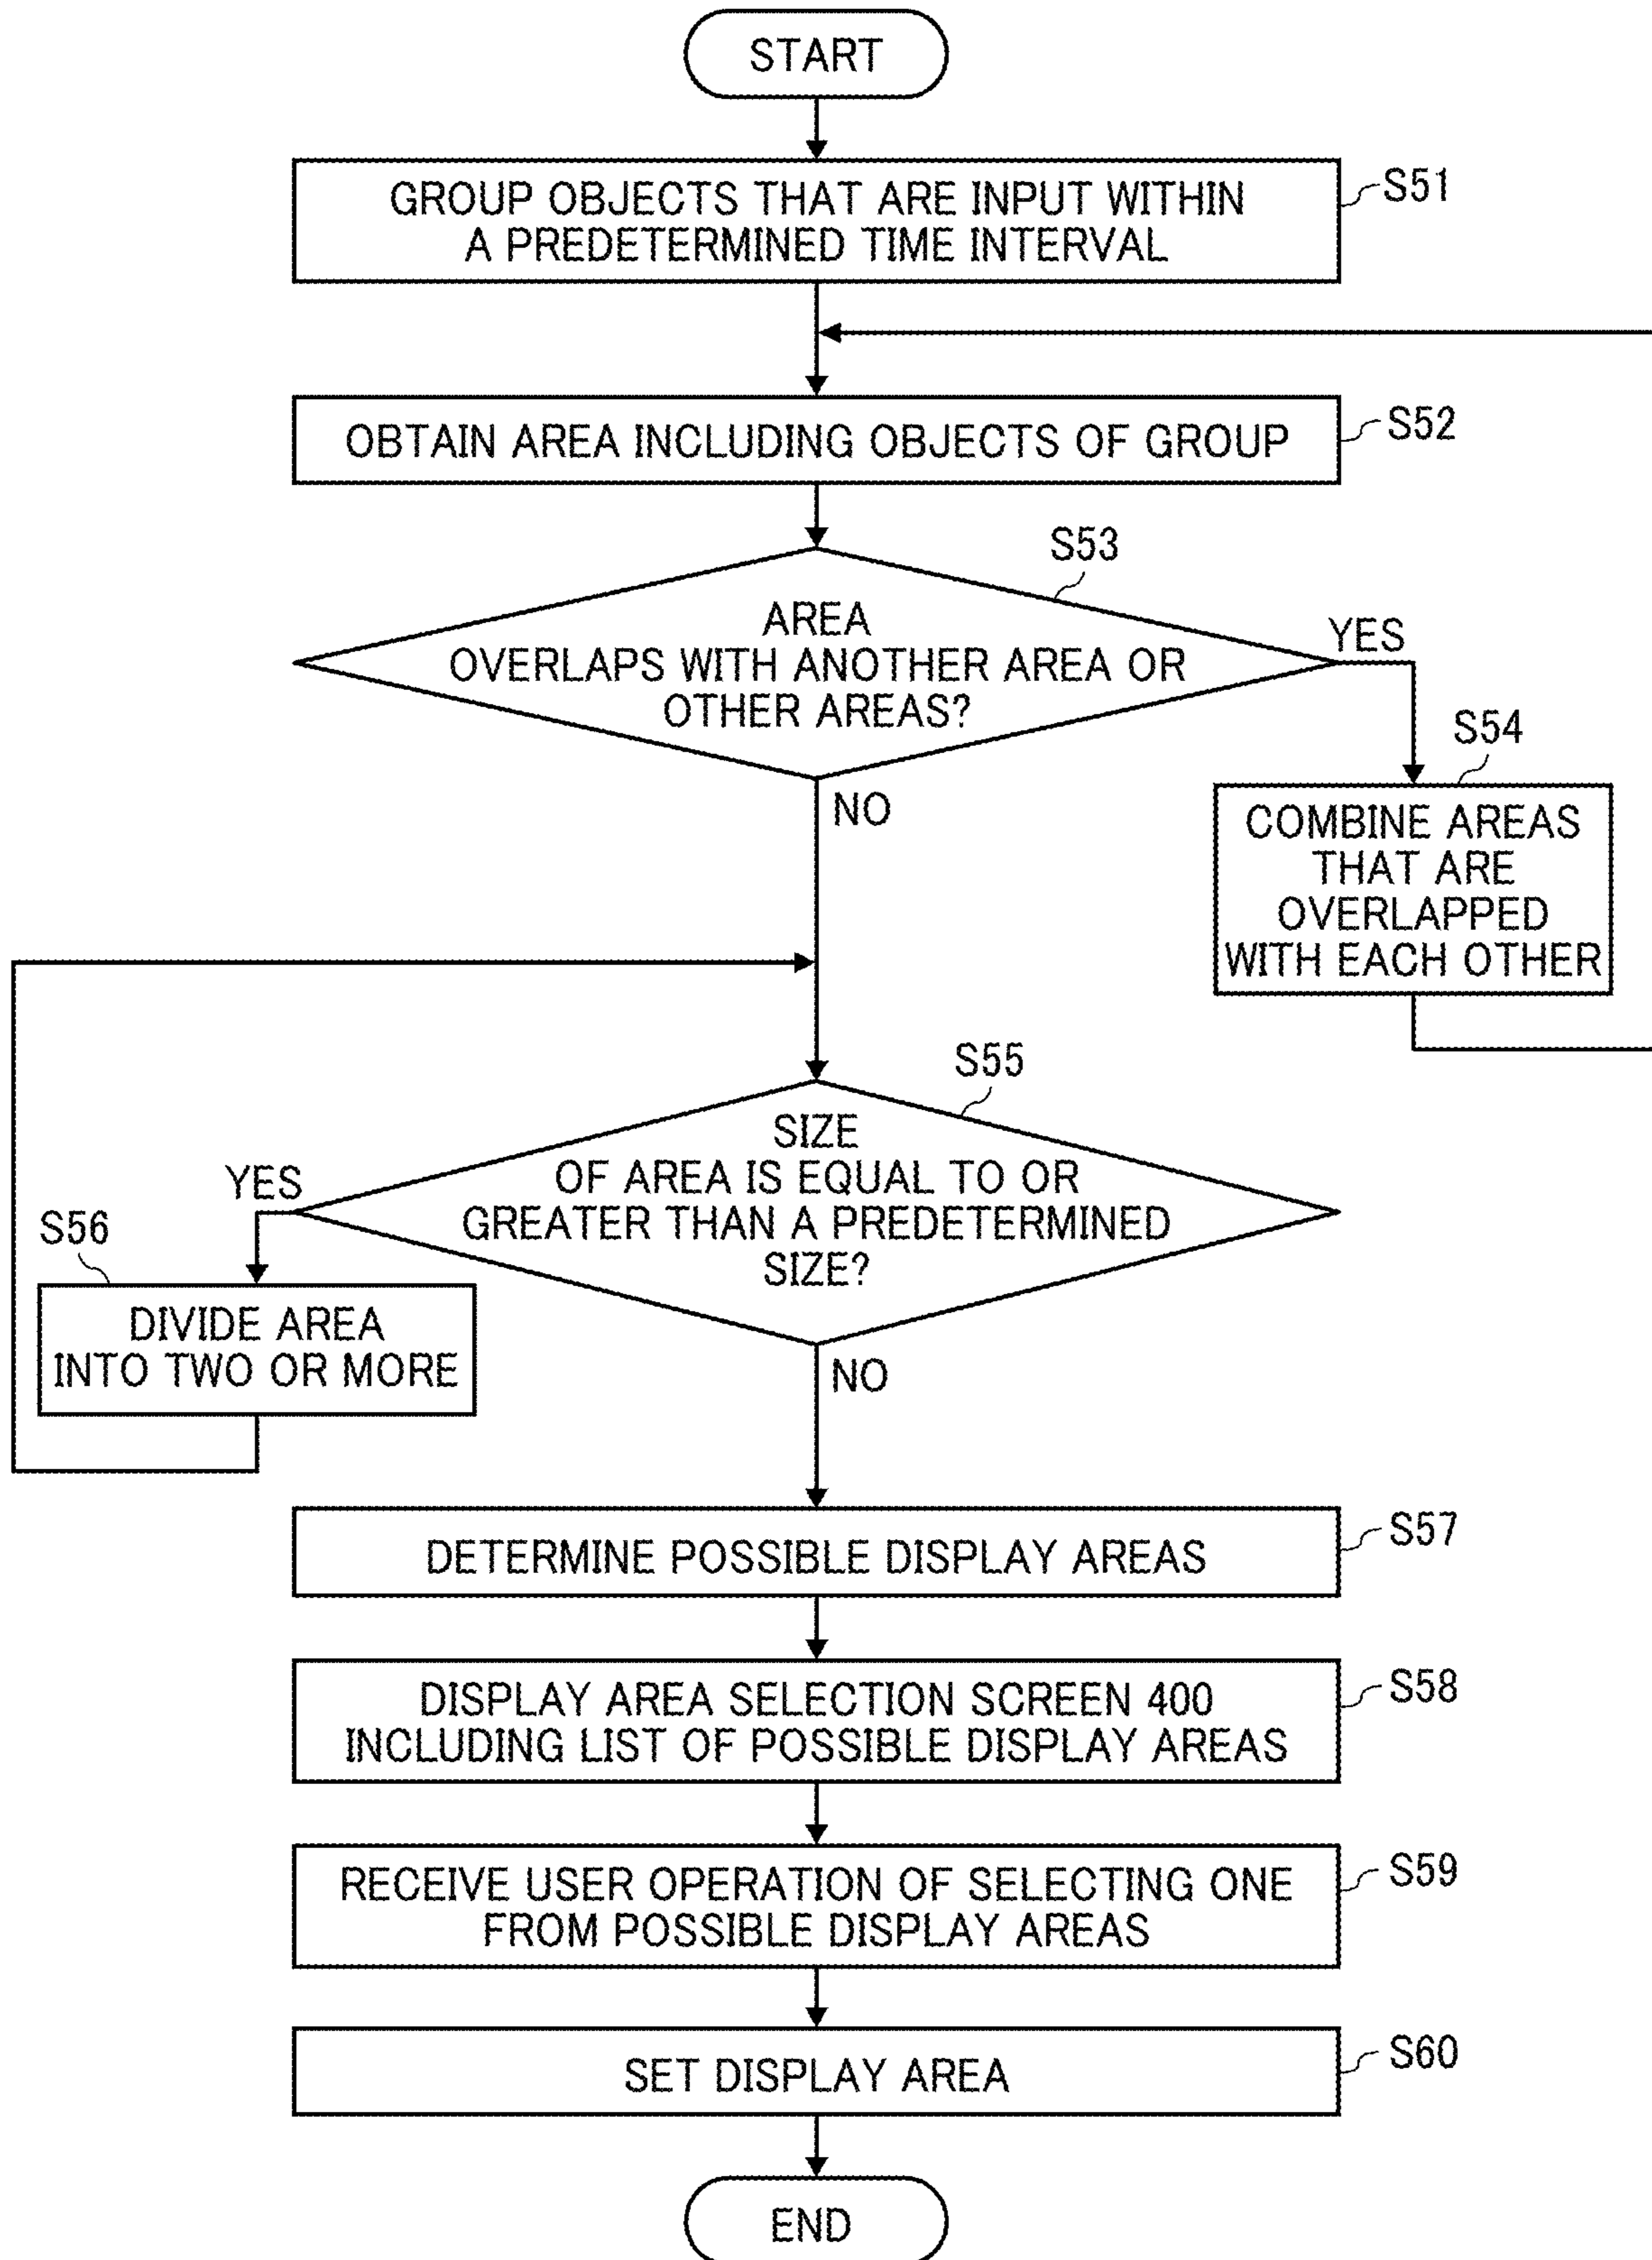 START
GROUP OBJECTS THAT ARE INPUT WITHIN
A PREDETERMINED TIME INTERVAL
S51
OBTAIN AREA INCLUDING OBJECTS OF GROUP
S52
S53
AREA
OVERLAPS WITH ANOTHER AREA OR
OTHER AREAS?
YES
NO
S54
COMBINE AREAS
THAT ARE
OVERLAPPED
WITH EACH OTHER
S55
SIZE
OF AREA IS EQUAL TO OR
GREATER THAN A PREDETERMINED
SIZE?
YES
S56
DIVIDE AREA
INTO TWO OR MORE
NO
DETERMINE POSSIBLE DISPLAY AREAS
S57
DISPLAY AREA SELECTION SCREEN 400
INCLUDING LIST OF POSSIBLE DISPLAY AREAS
S58
RECEIVE USER OPERATION OF SELECTING ONE
FROM POSSIBLE DISPLAY AREAS
S59
SET DISPLAY AREA
S60
END